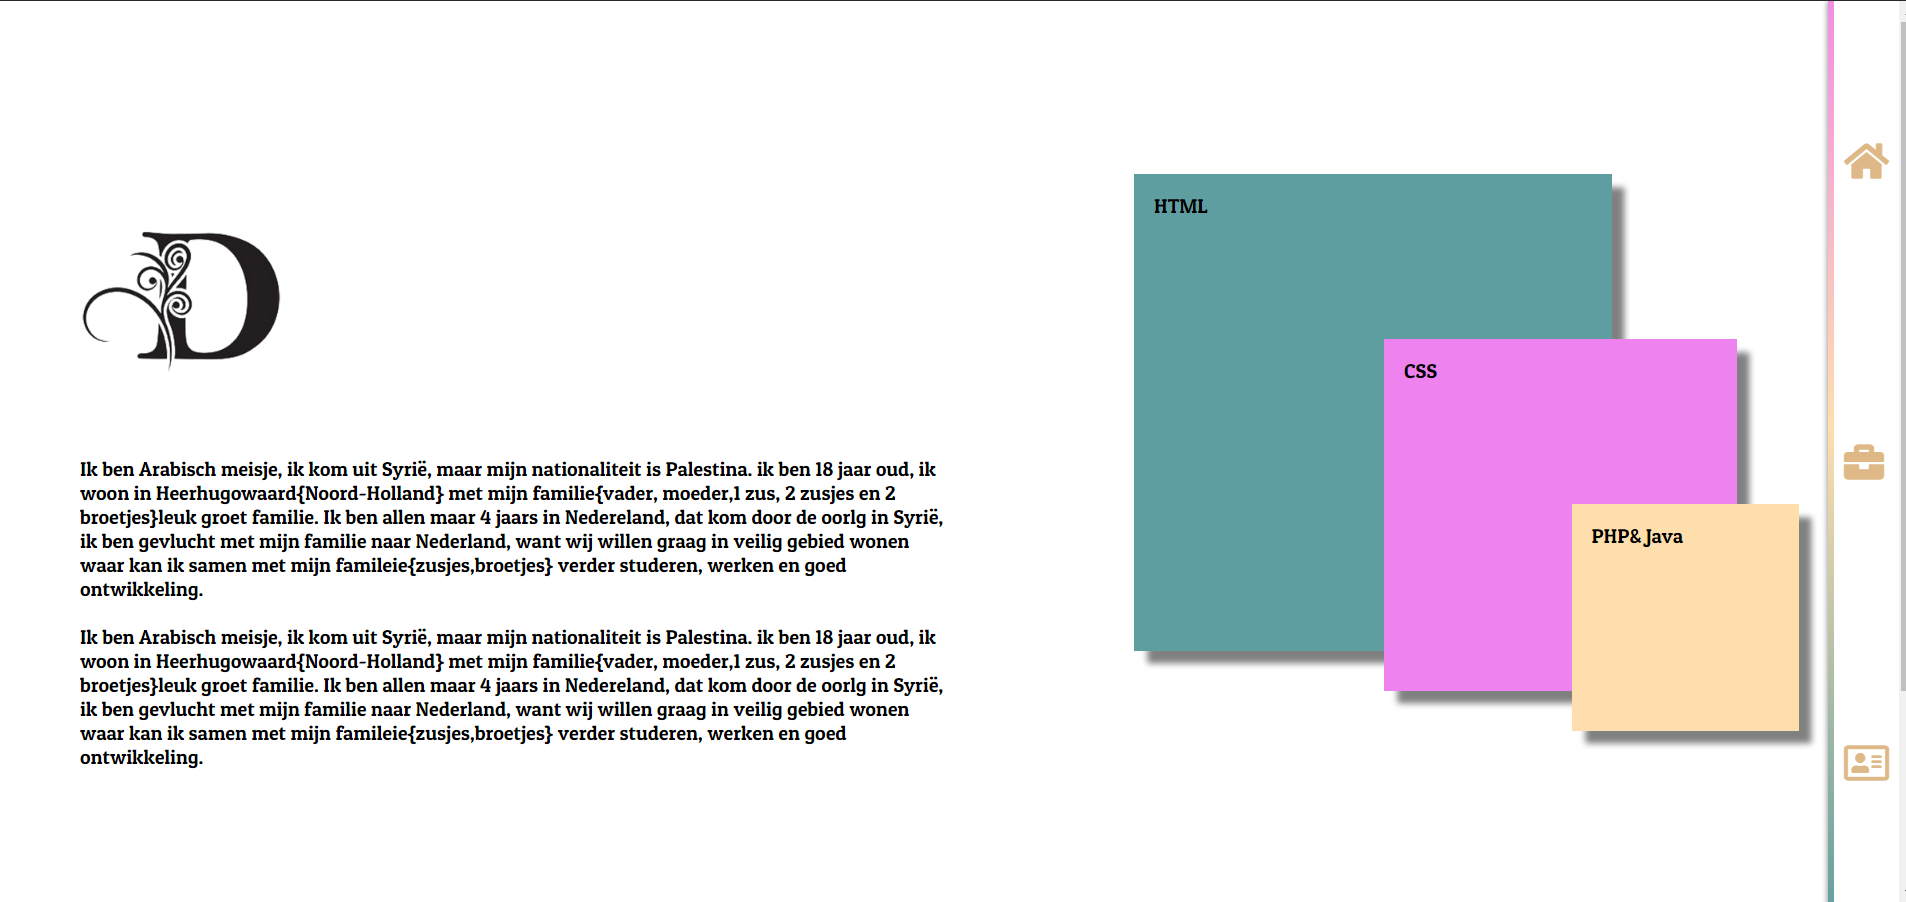 D
Ik ben Arabisch meisje, ik kom uit Syrië, maar mijn nationaliteit is Palestina. ik ben 18 jaar oud, ik
woon in Heerhugowaard{Noord-Holland} met mijn familie{vader, moeder,1 zus, 2 zusjes en 2
broetjes}leuk groet familie. Ik ben allen maar 4 jaars in Nedereland, dat kom door de oorlg in Syrië,
ik ben gevlucht met mijn familie naar Nederland, want wij willen graag in veilig gebied wonen
waar kan ik samen met mijn fameleie{zusjes,broetjes} verder studeren, werken en goed
ontwikkeling.
Ik ben Arabisch meisje, ik kom uit Syrië, maar mijn nationaliteit is Palestina. ik ben 18 jaar oud, ik
woon in Heerhugowaard{Noord-Holland} met mijn familie{vader, moeder,1 zus, 2 zusjes en 2
broetjes}leuk groet familie. Ik ben allen maar 4 jaars in Nedereland, dat kom door de oorlg in Syrië,
ik ben gevlucht met mijn familie naar Nederland, want wij willen graag in veilig gebied wonen
waar kan ik samen met mijn fameleie{zusjes,broetjes} verder studeren, werken en goed
ontwikkeling.
HTML
CSS
PHP& Java